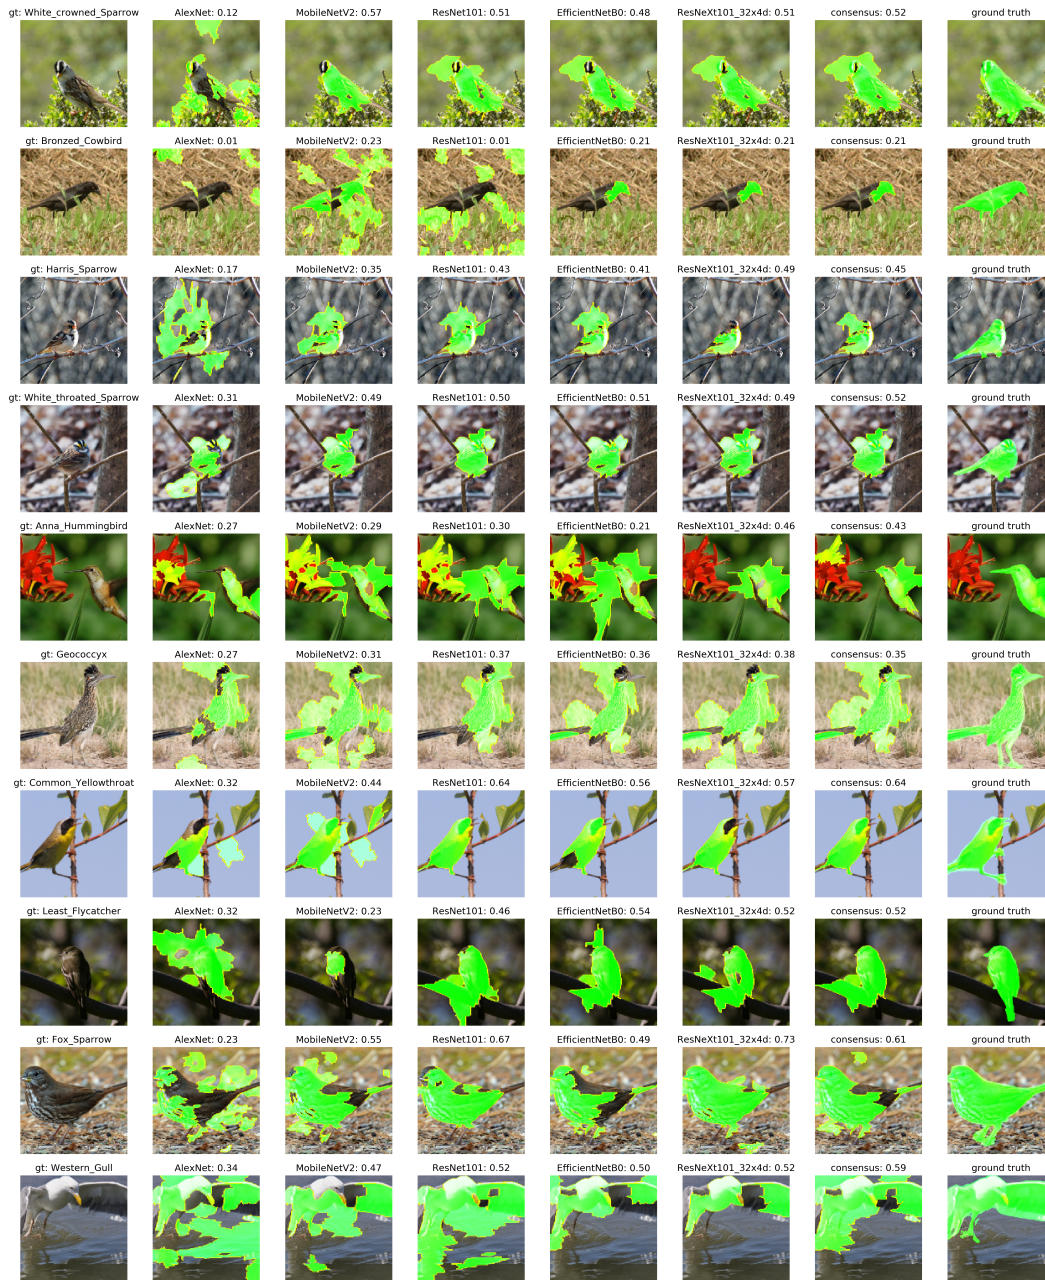 gt: White_crowned_Sparrow AlexNet: 0.12 MobileNetV2: 0.57 ResNet101: 0.51 EfficientNetB0: 0.48 ResNeXt101_32x4d: 0.51 consensus: 0.52 ground truth
gt: Bronzed_Cowbird AlexNet: 0.01 MobileNetV2: 0.23 ResNet101: 0.01 EfficientNetB0: 0.21 ResNeXt101_32x4d: 0.21 consensus: 0.21 ground truth
gt: Harris_Sparrow AlexNet: 0.17 MobileNetV2: 0.35 ResNet101: 0.43 EfficientNetB0: 0.41 ResNeXt101_32x4d: 0.49 consensus: 0.45 ground truth
gt: White_throated_Sparrow AlexNet: 0.31 MobileNetV2: 0.49 ResNet101: 0.50 EfficientNetB0: 0.51 ResNeXt101_32x4d: 0.49 consensus: 0.52 ground truth
gt: Anna_Hummingbird AlexNet: 0.27 MobileNetV2: 0.29 ResNet101: 0.30 EfficientNetB0: 0.21 ResNeXt101_32x4d: 0.46 consensus: 0.43 ground truth
gt: Geococcyx AlexNet: 0.27 MobileNetV2: 0.31 ResNet101: 0.37 EfficientNetB0: 0.36 ResNeXt101_32x4d: 0.38 consensus: 0.35 ground truth
gt: Common_Yellowthroat AlexNet: 0.32 MobileNetV2: 0.44 ResNet101: 0.64 EfficientNetB0: 0.56 ResNeXt101_32x4d: 0.57 consensus: 0.64 ground truth
gt: Least_Flycatcher AlexNet: 0.32 MobileNetV2: 0.23 ResNet101: 0.46 EfficientNetB0: 0.54 ResNeXt101_32x4d: 0.52 consensus: 0.52 ground truth
gt: Fox_Sparrow AlexNet: 0.23 MobileNetV2: 0.55 ResNet101: 0.67 EfficientNetB0: 0.49 ResNeXt101_32x4d: 0.73 consensus: 0.61 ground truth
gt: Western_Gull AlexNet: 0.34 MobileNetV2: 0.47 ResNet101: 0.52 EfficientNetB0: 0.50 ResNeXt101_32x4d: 0.52 consensus: 0.59 ground truth